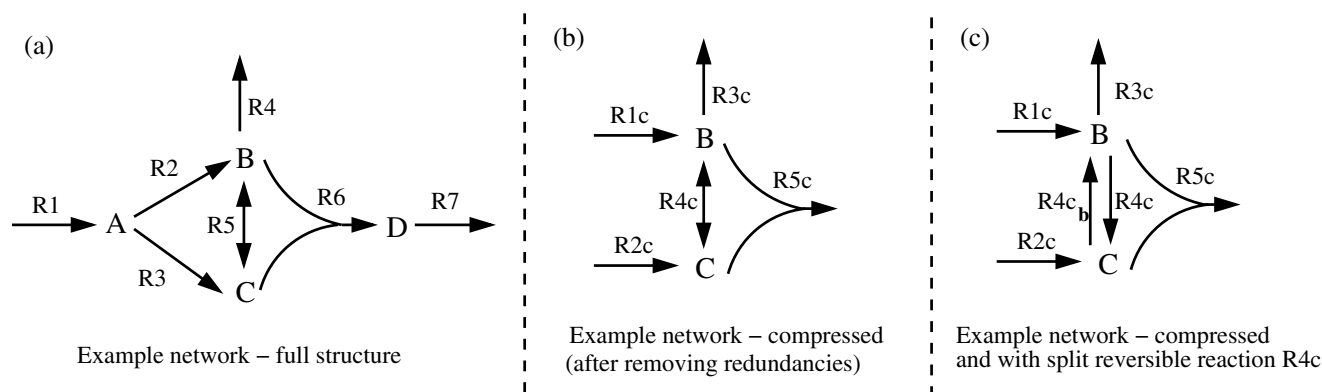 (a)
R4
B
R2
R6
R1
A
R5
D
R7
R3
C
Example network – full structure
(b)
R3c
R1c
B
R5c
R4c
R2c
C
Example network – compressed
(after removing redundancies)
(c)
R3c
R1c
B
R5c
R4c b
R4c
R2c
C
Example network – compressed
and with split reversible reaction R4c